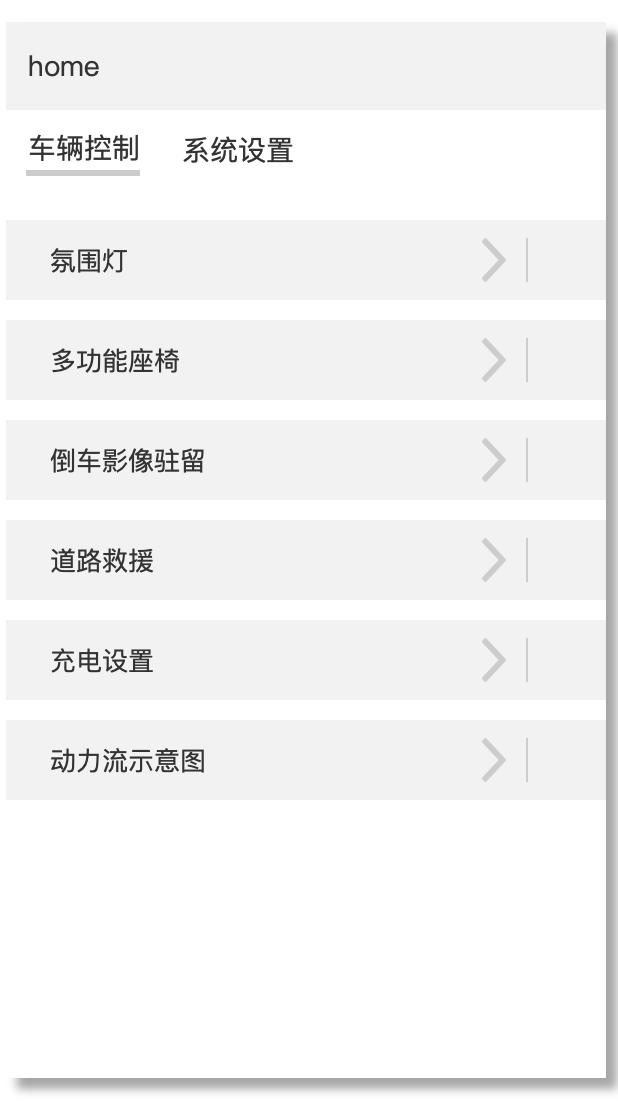 home
车辆控制 系统设置
氛围灯
多功能座椅
倒车影像驻留
道路救援
充电设置
动力流示意图